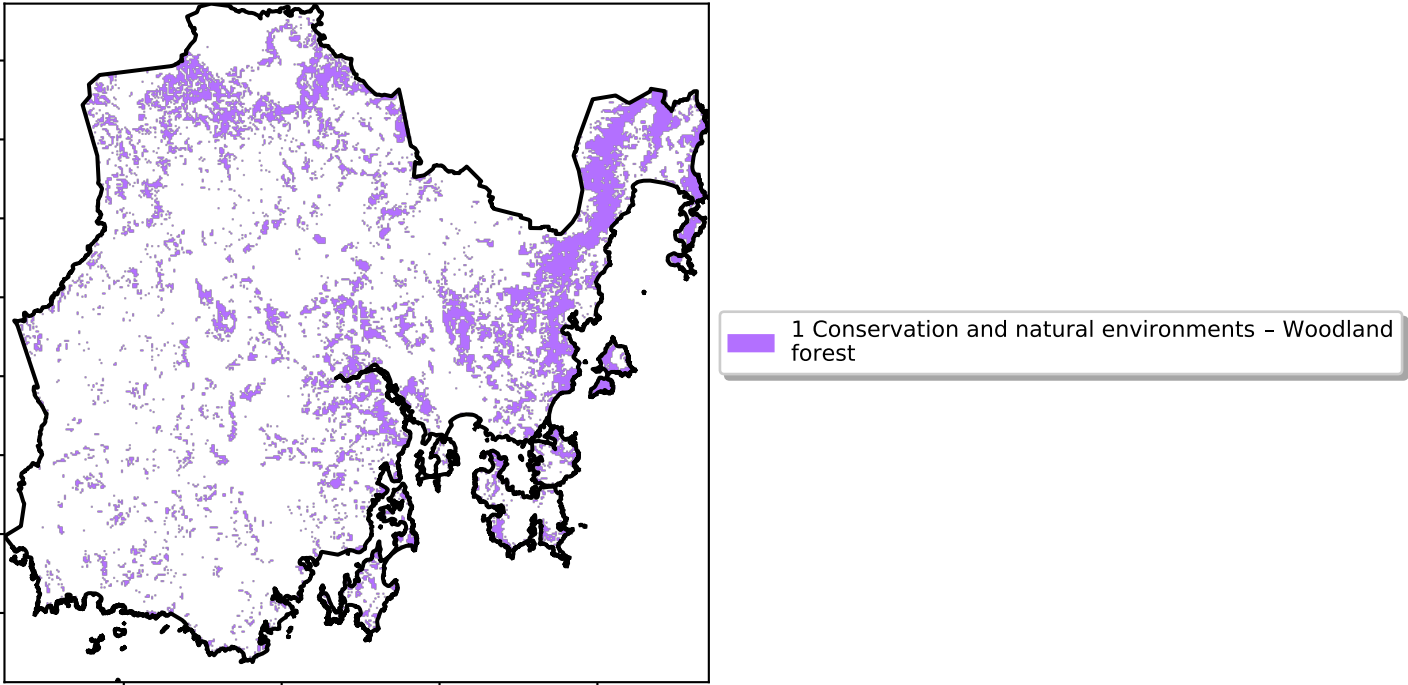 1 Conservation and natural environments – Woodland
forest